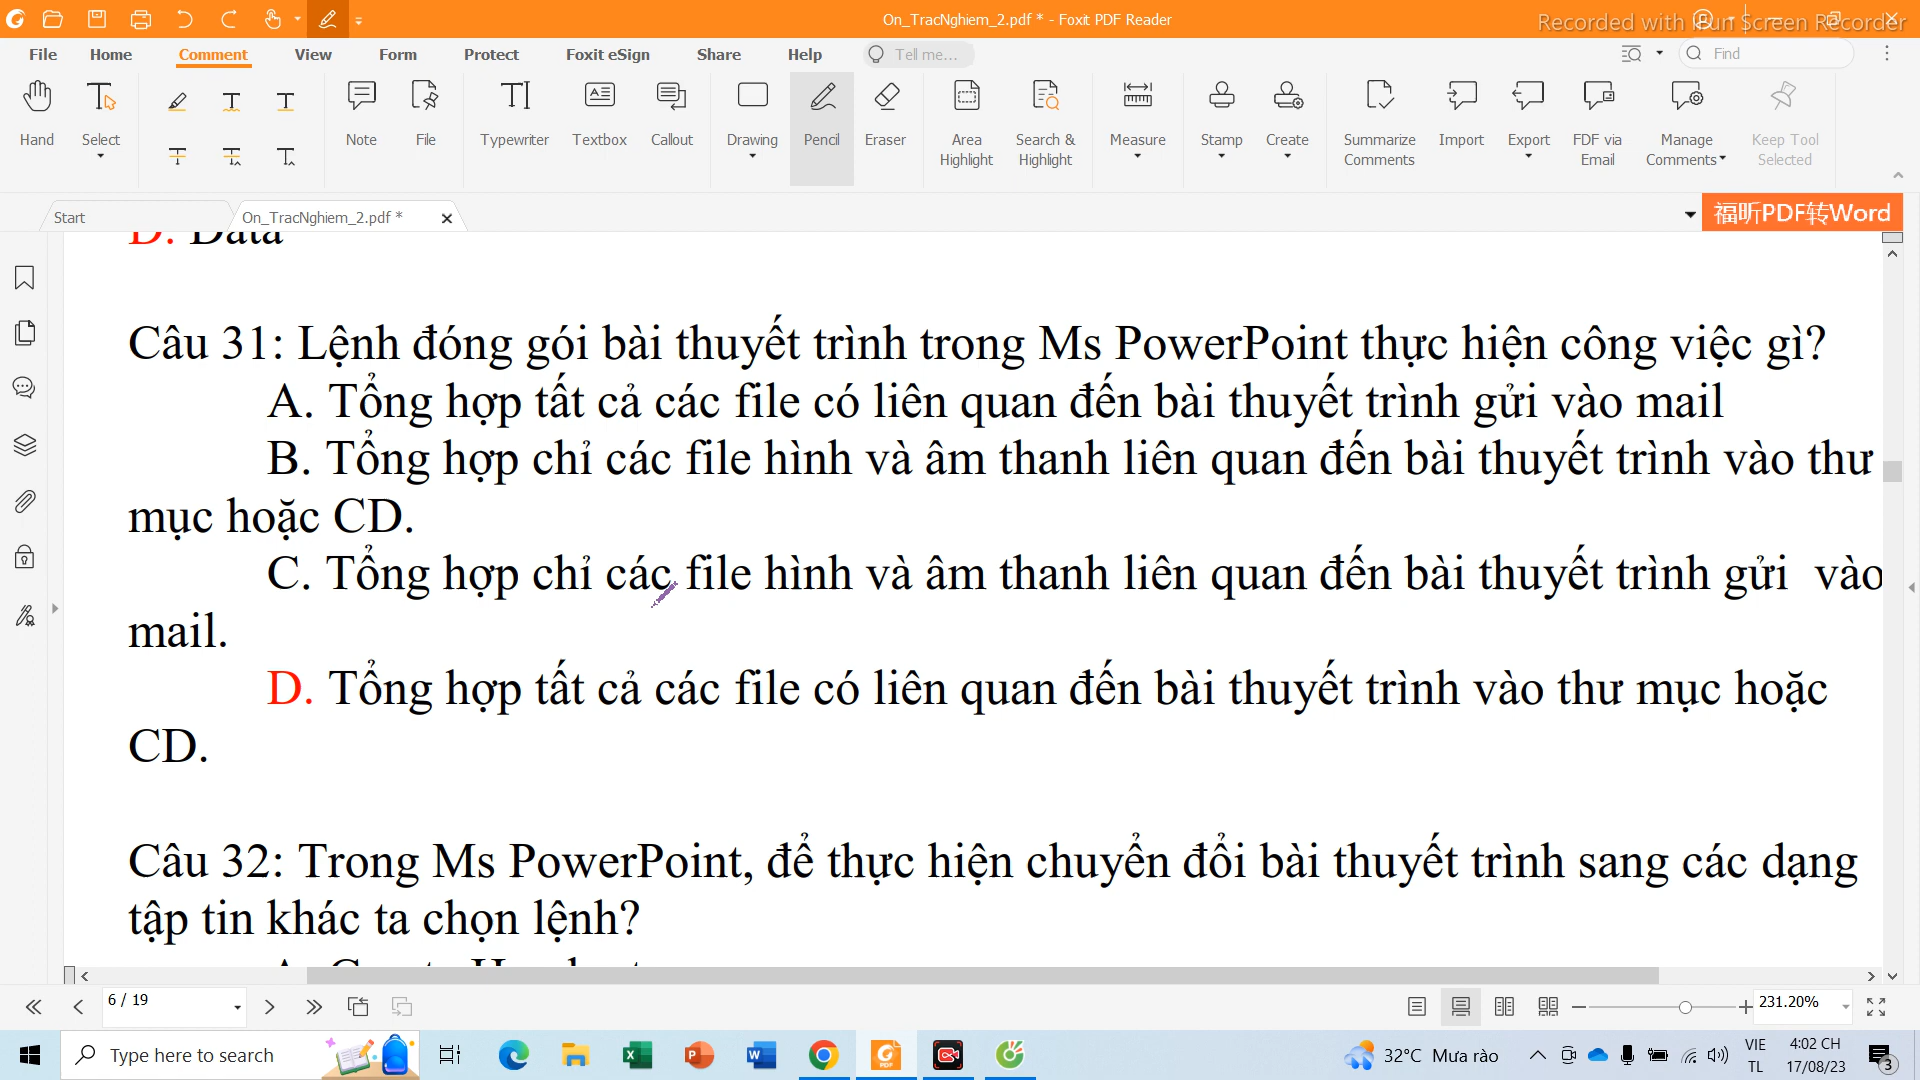 On_TracNghiem_2.pdf * - Foxit PDF Reader
File Home Comment View Form Protect Foxit eSign Share Help Tell me... Find
Hand Select Note File Typewriter Textbox Callout Drawing Pencil Eraser Area Highlight Search & Highlight Measure Stamp Create Summarize Comments Import Export FDF via Email Manage Comments Keep Tool Selected
Start On_TracNghiem_2.pdf * 福昕PDF转Word
D. Data
Câu 31: Lệnh đóng gói bài thuyết trình trong Ms PowerPoint thực hiện công việc gì?
A. Tổng hợp tất cả các file có liên quan đến bài thuyết trình gửi vào mail
B. Tổng hợp chỉ các file hình và âm thanh liên quan đến bài thuyết trình vào thư
mục hoặc CD.
C. Tổng hợp chỉ các file hình và âm thanh liên quan đến bài thuyết trình gửi vào
mail.
D. Tổng hợp tất cả các file có liên quan đến bài thuyết trình vào thư mục hoặc
CD.
Câu 32: Trong Ms PowerPoint, để thực hiện chuyển đổi bài thuyết trình sang các dạng
tập tin khác ta chọn lệnh?
6 / 19 231.20%
Type here to search 32°C Mưa rào VIE 4:02 CH
TL 17/08/23 3